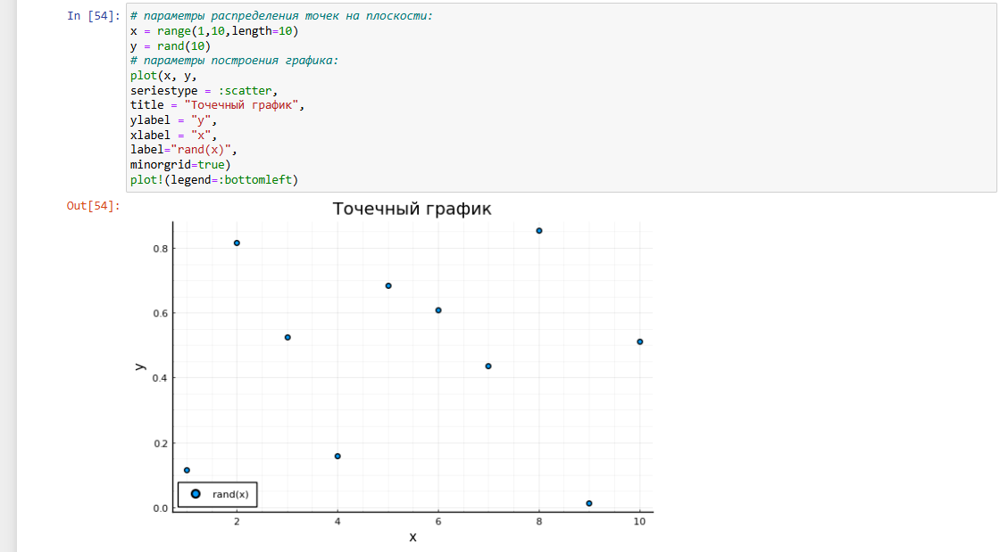 In [54]:
# параметры распределения точек на плоскости:
x = range(1,10,length=10)
y = rand(10)
# параметры построения графика:
plot(x, y,
seriestype = :scatter,
title = "Точечный график",
ylabel = "y",
xlabel = "x",
label="rand(x)",
minorgrid=true)
plot!(legend=:bottomleft)
Out[54]:
Точечный график
0.8
0.6
0.4
0.2
0.0
y
rand(x)
2 4 6 8 10
x